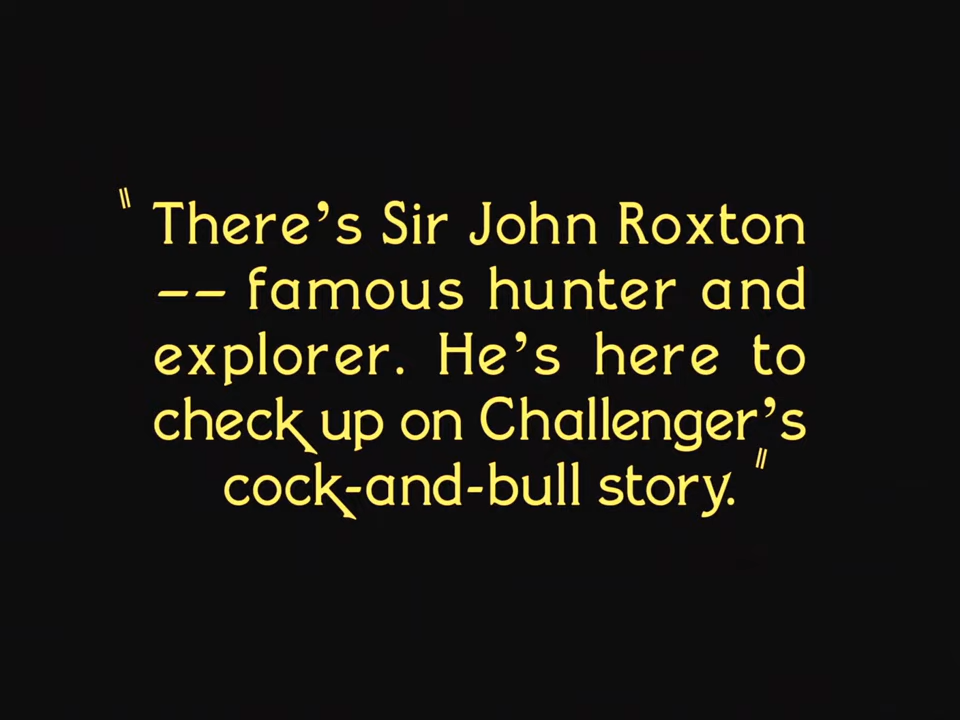 "There's Sir John Roxton
-- famous hunter and
explorer. He's here to
check up on Challenger's
cock-and-bull story."